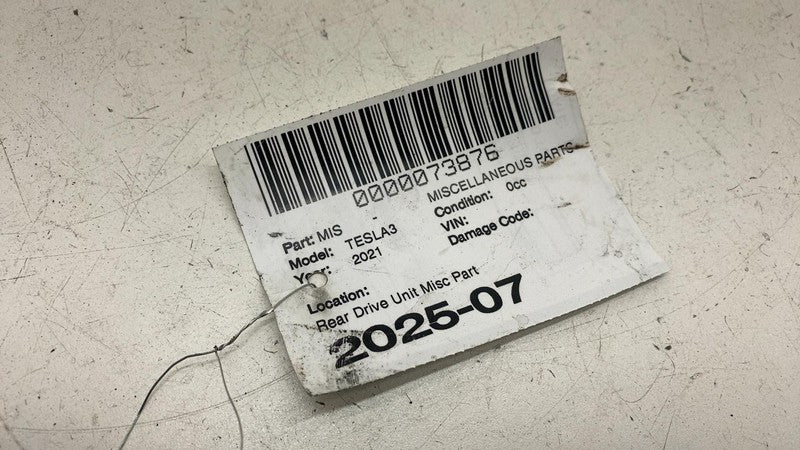 0000073876
Part: MIS - MISCELLANEOUS PARTS
Model: TESLA3 Condition: 0cc
Year: 2021 VIN:
Damage Code:
Location:
Rear Drive Unit Misc Part
2025-07